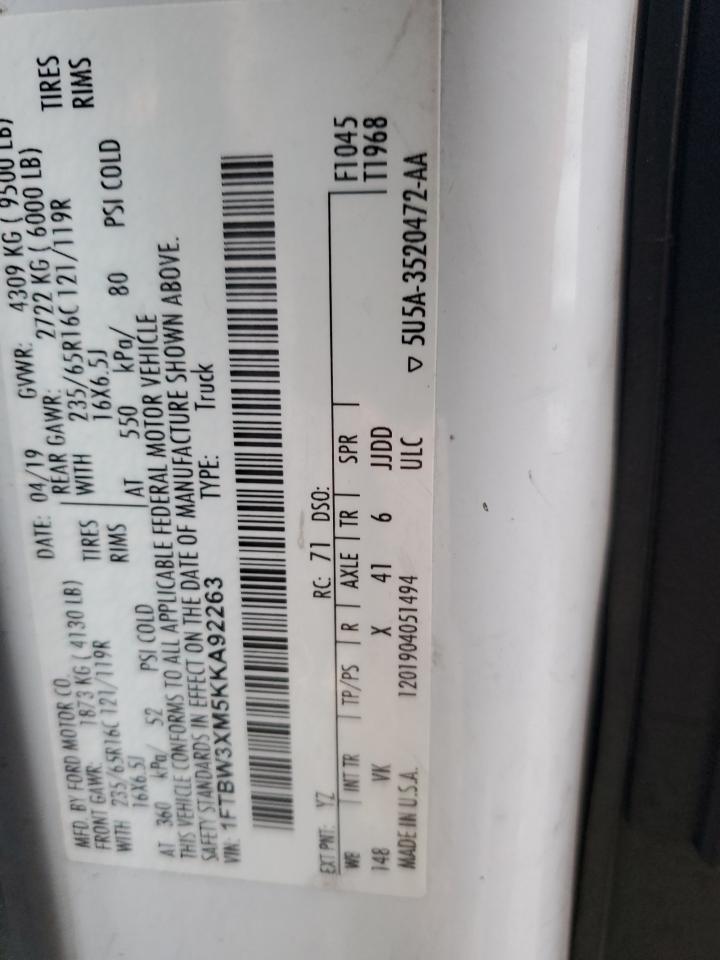 MFD. BY FORD MOTOR CO. DATE: 04/19 GVWR: 4309 KG ( 9500 LB)
FRONT GAWR: 1873 KG ( 4130 LB) REAR GAWR: 2722 KG ( 6000 LB)
WITH 235/65R16C 121/119R TIRES WITH 235/65R16C 121/119R TIRES
16X6.5J RIMS 16X6.5J RIMS
AT 360 kPa/ 52 PSI COLD AT 550 kPa/ 80 PSI COLD
THIS VEHICLE CONFORMS TO ALL APPLICABLE FEDERAL MOTOR VEHICLE
SAFETY STANDARDS IN EFFECT ON THE DATE OF MANUFACTURE SHOWN ABOVE.
VIN: 1FTBW3XM5KKA92263 TYPE: Truck
EXT PNT: YZ RC: 71 DSO:
WB INT TR TP/PS R AXLE TR SPR F1045
148 VK X 41 6 JJDD T1968
MADE IN U.S.A. 1201904051494 ULC ▽ 5U5A-3520472-AA